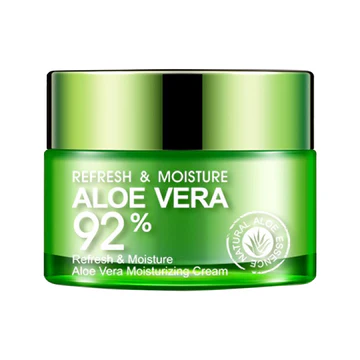 REFRESH & MOISTURE
ALOE VERA
92%
Refresh & Moisture
Aloe Vera Moisturizing Cream
NATURAL ALOE ESSENCE